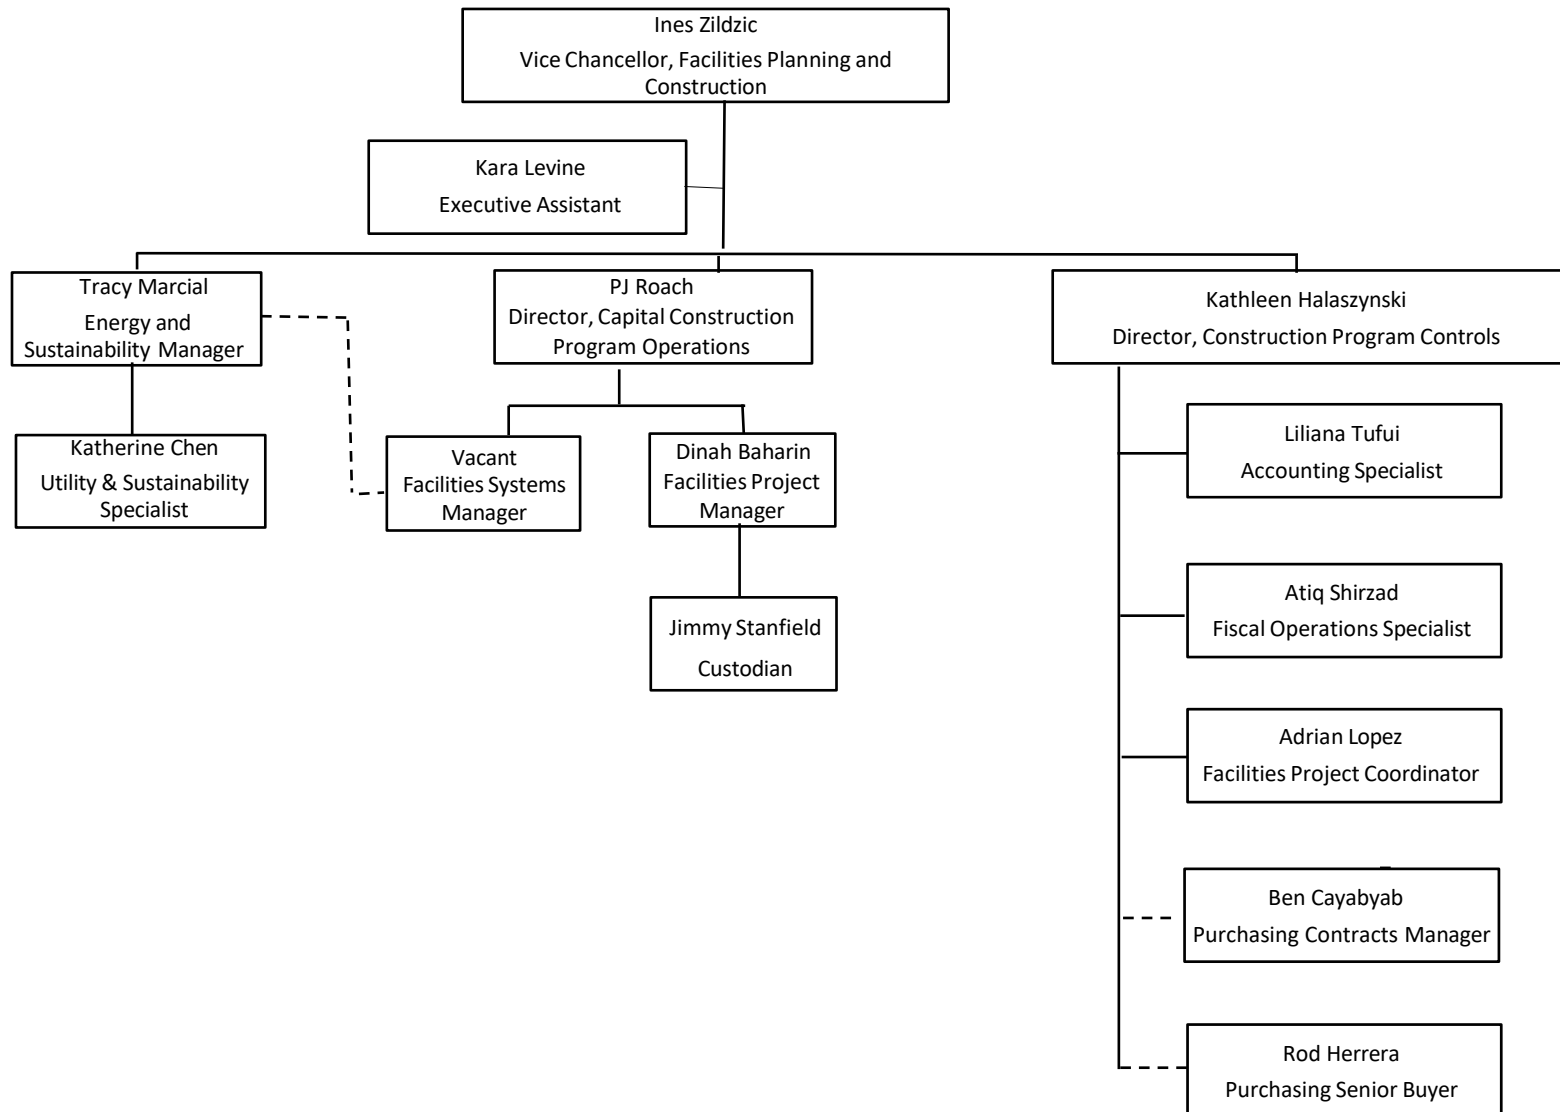 Ines Zildzic
Vice Chancellor, Facilities Planning and
Construction
Kara Levine
Executive Assistant
Tracy Marcial
Energy and
Sustainability Manager
PJ Roach
Director, Capital Construction
Program Operations
Kathleen Halaszynski
Director, Construction Program Controls
Katherine Chen
Utility & Sustainability
Specialist
Vacant
Facilities Systems
Manager
Dinah Baharin
Facilities Project
Manager
Jimmy Stanfield
Custodian
Liliana Tufui
Accounting Specialist
Atiq Shirzad
Fiscal Operations Specialist
Adrian Lopez
Facilities Project Coordinator
Ben Cayabyab
Purchasing Contracts Manager
Rod Herrera
Purchasing Senior Buyer